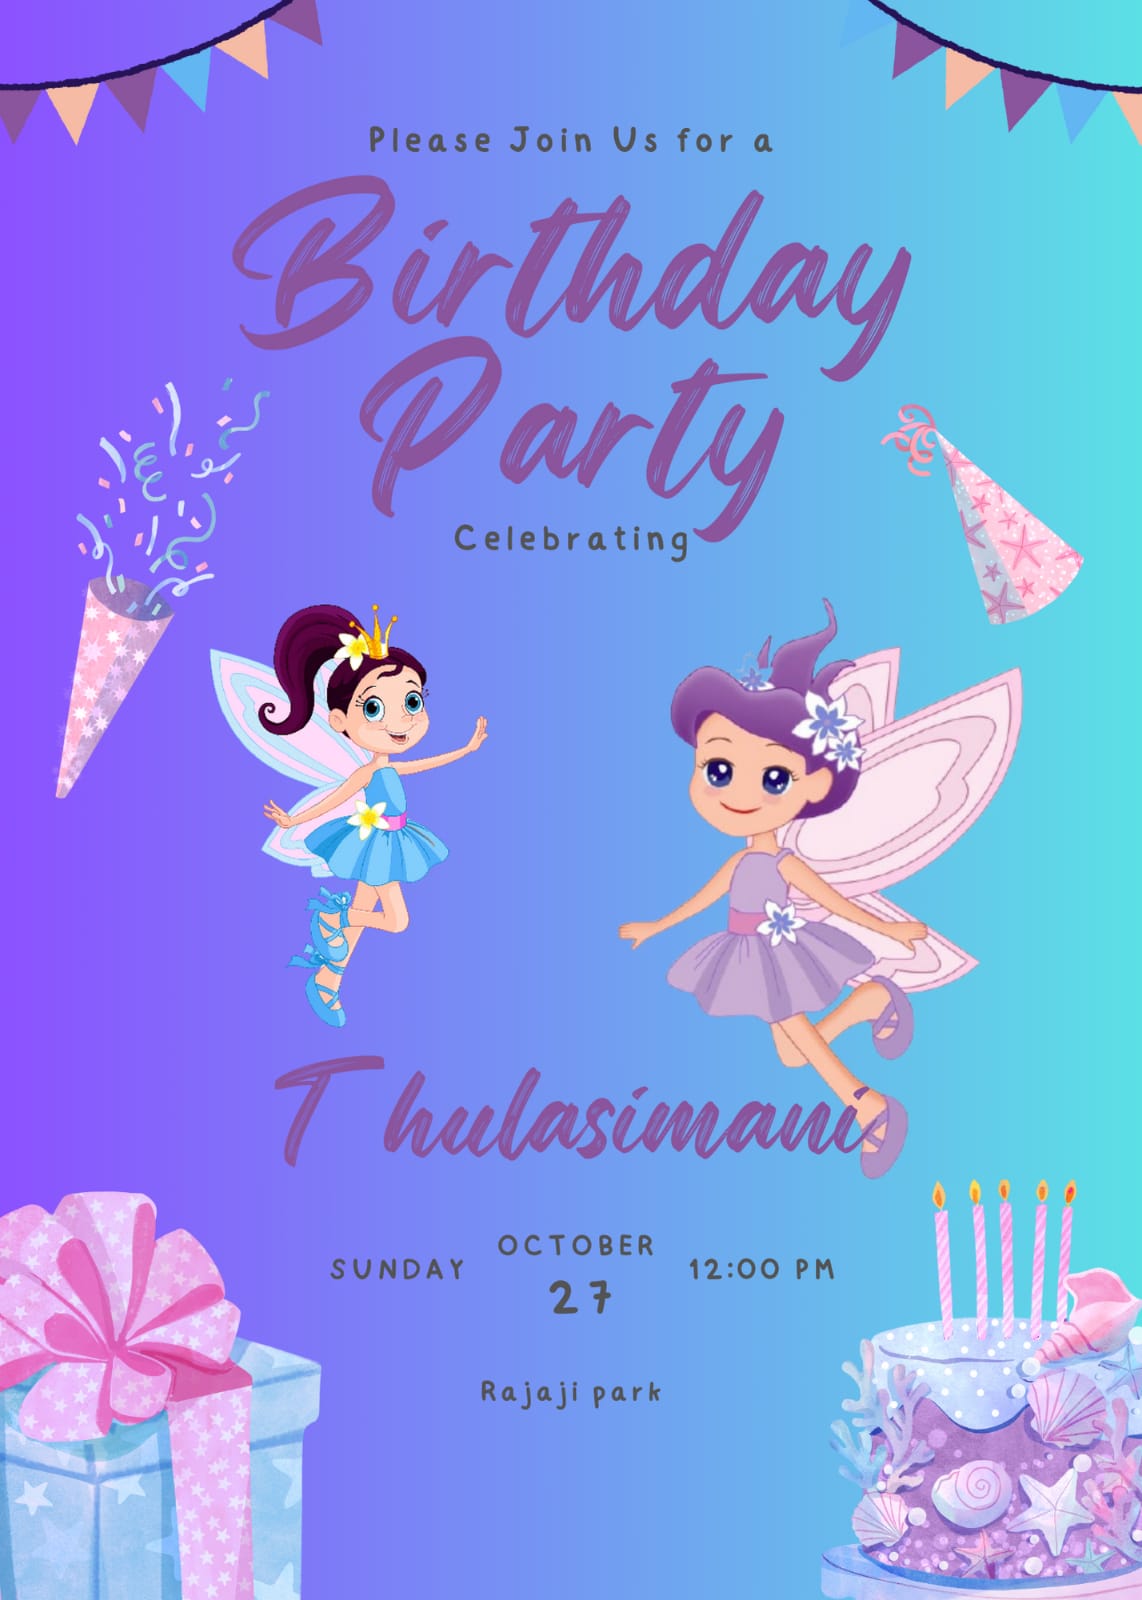 Please Join Us for a
Birthday
Party
Celebrating
Thulasimani
SUNDAY
OCTOBER
27
12:00 PM
Rajaji park